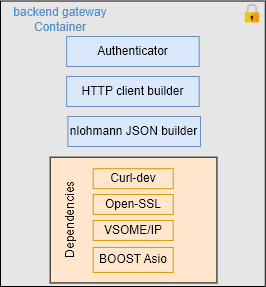 backend gateway
Container
Authenticator
HTTP client builder
nlohmann JSON builder
Dependencies
Curl-dev
Open-SSL
VSOME/IP
BOOST Asio